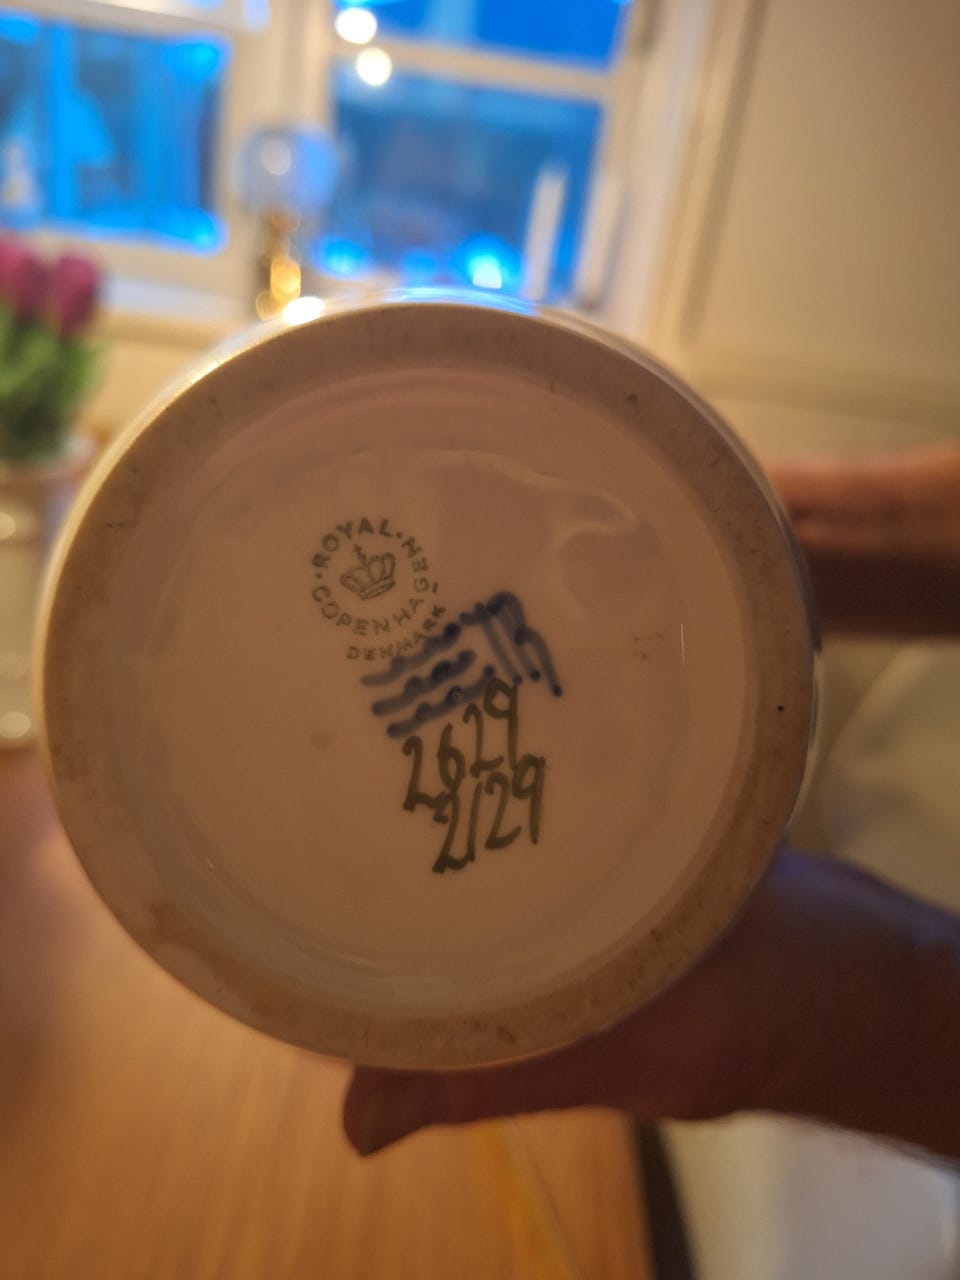 ROYAL COPENHAGEN
DENMARK
2629
2129